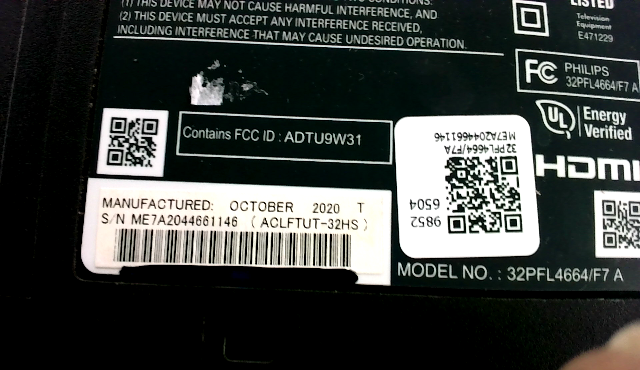 (1) THIS DEVICE MAY NOT CAUSE HARMFUL INTERFERENCE, AND
(2) THIS DEVICE MUST ACCEPT ANY INTERFERENCE RECEIVED,
INCLUDING INTERFERENCE THAT MAY CAUSE UNDESIRED OPERATION.
LISTED
Television
Equipment
E471229
FC PHILIPS
32PFL4664/F7 A
UL Energy
Verified
HDMI
Contains FCC ID : ADTU9W31
MANUFACTURED: OCTOBER 2020 T
S/N ME7A2044661146 (ACLFTUT-32HS)
32PFL4664/F7A
ME7A2044661146
9852
6504
MODEL NO. : 32PFL4664/F7 A